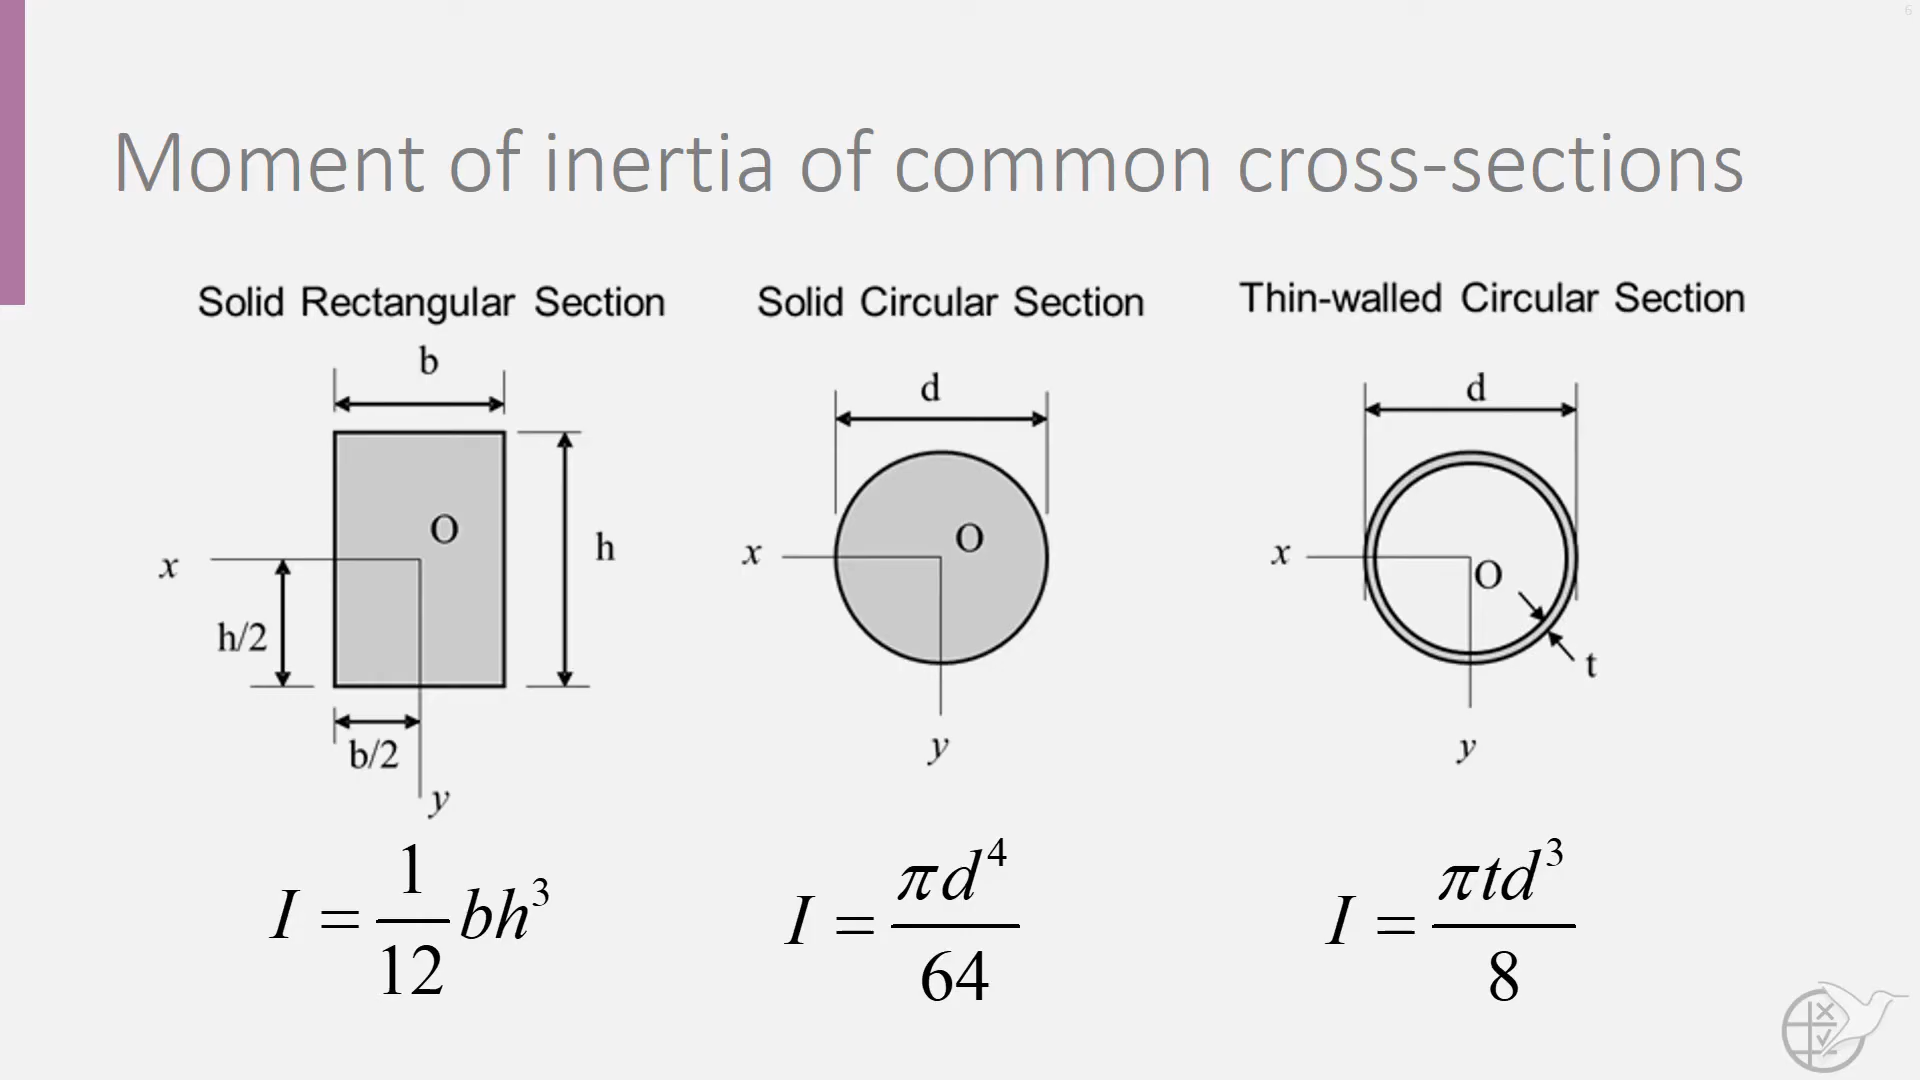 6
Moment of inertia of common cross-sections
Solid Rectangular Section
b
O
x
h
h/2
b/2
y
I = 1/12 bh³
Solid Circular Section
d
O
x
y
I = πd⁴/64
Thin-walled Circular Section
d
x
O
t
y
I = πtd³/8